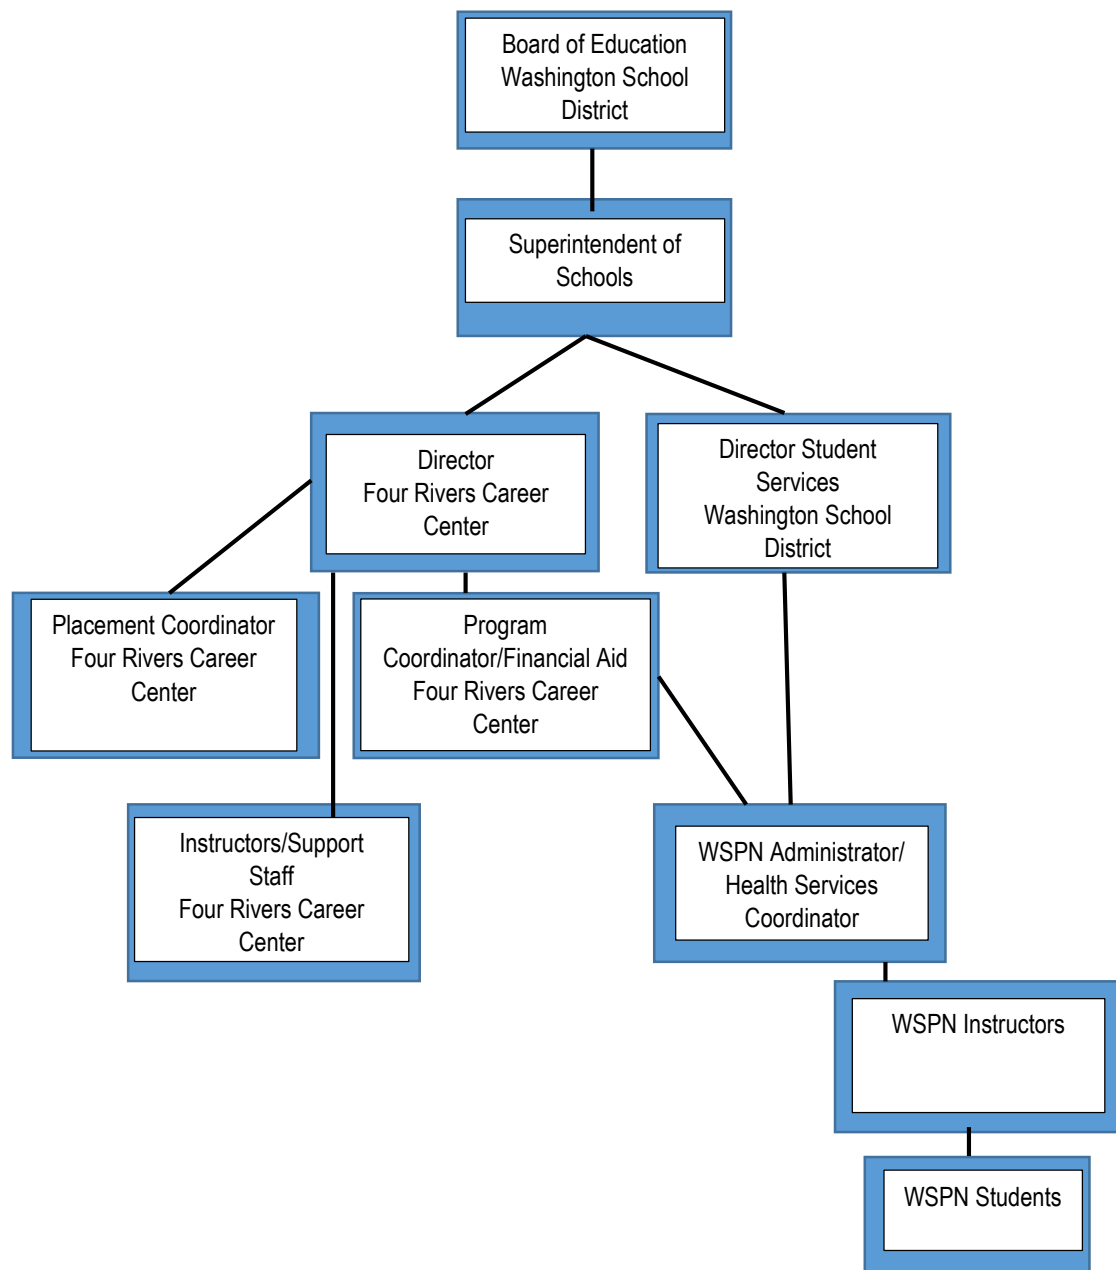 Board of Education
Washington School
District
Superintendent of
Schools
Director
Four Rivers Career
Center
Director Student
Services
Washington School
District
Placement Coordinator
Four Rivers Career
Center
Program
Coordinator/Financial Aid
Four Rivers Career
Center
Instructors/Support
Staff
Four Rivers Career
Center
WSPN Administrator/
Health Services
Coordinator
WSPN Instructors
WSPN Students